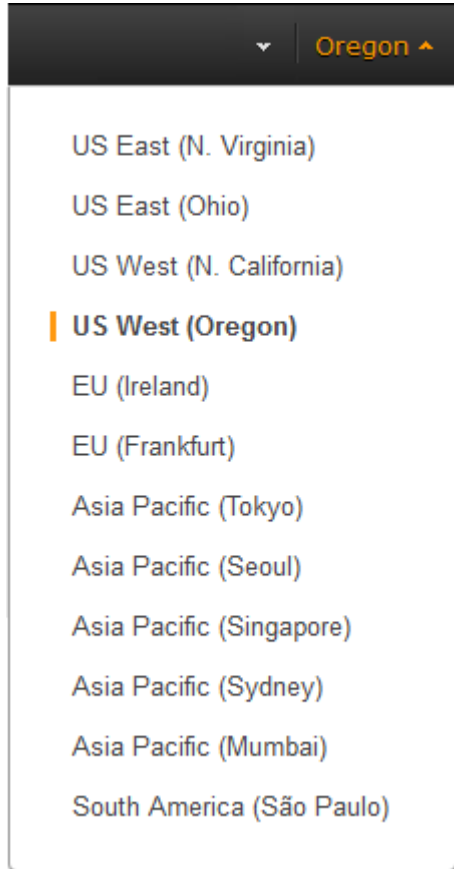 Oregon
US East (N. Virginia)
US East (Ohio)
US West (N. California)
US West (Oregon)
EU (Ireland)
EU (Frankfurt)
Asia Pacific (Tokyo)
Asia Pacific (Seoul)
Asia Pacific (Singapore)
Asia Pacific (Sydney)
Asia Pacific (Mumbai)
South America (São Paulo)